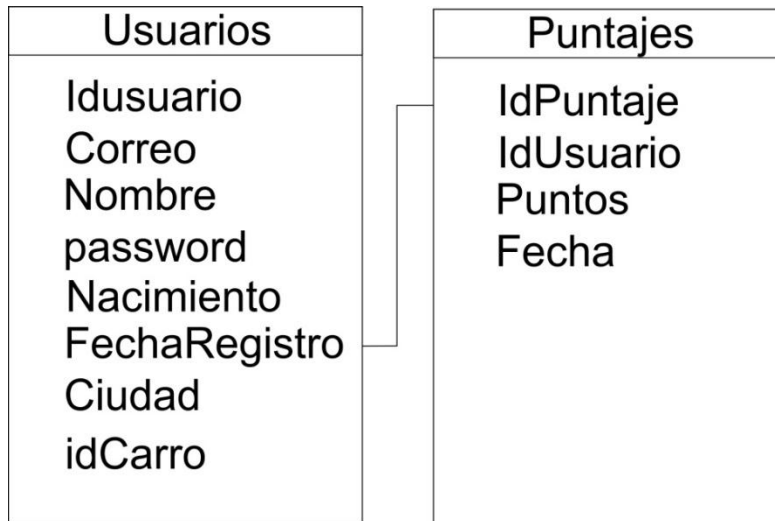 Usuarios
Idusuario
Correo
Nombre
password
Nacimiento
FechaRegistro
Ciudad
idCarro
Puntajes
IdPuntaje
IdUsuario
Puntos
Fecha